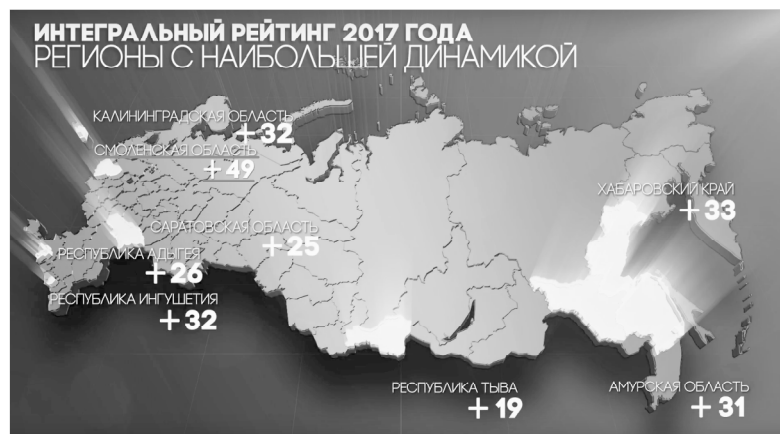 ИНТЕГРАЛЬНЫЙ РЕЙТИНГ 2017 ГОДА
РЕГИОНЫ С НАИБОЛЬШЕЙ ДИНАМИКОЙ
КАЛИНИНГРАДСКАЯ ОБЛАСТЬ
+32
СМОЛЕНСКАЯ ОБЛАСТЬ
+49
ХАБАРОВСКИЙ КРАЙ
+33
САРАТОВСКАЯ ОБЛАСТЬ
+25
РЕСПУБЛИКА АДЫГЕЯ
+26
РЕСПУБЛИКА ИНГУШЕТИЯ
+32
РЕСПУБЛИКА ТЫВА
+19
АМУРСКАЯ ОБЛАСТЬ
+31